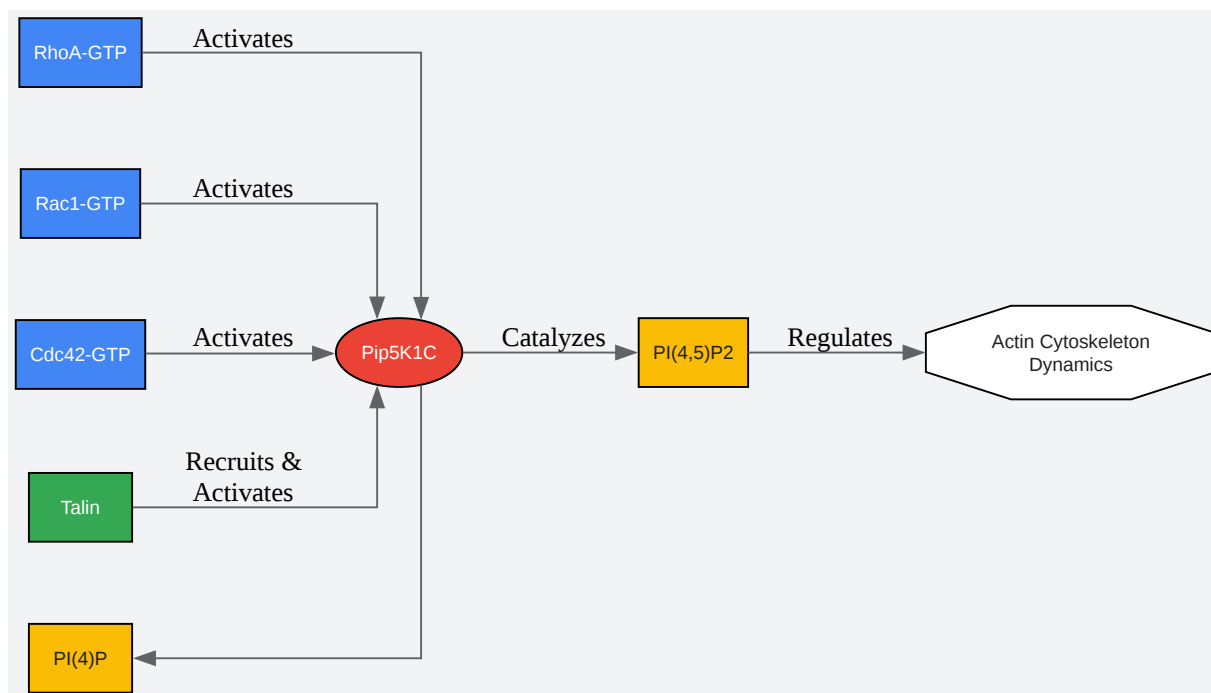 RhoA-GTP
Activates
Rac1-GTP
Activates
Cdc42-GTP
Activates
Pip5K1C
Catalyzes
PI(4,5)P2
Regulates
Actin Cytoskeleton
Dynamics
Talin
Recruits &
Activates
PI(4)P